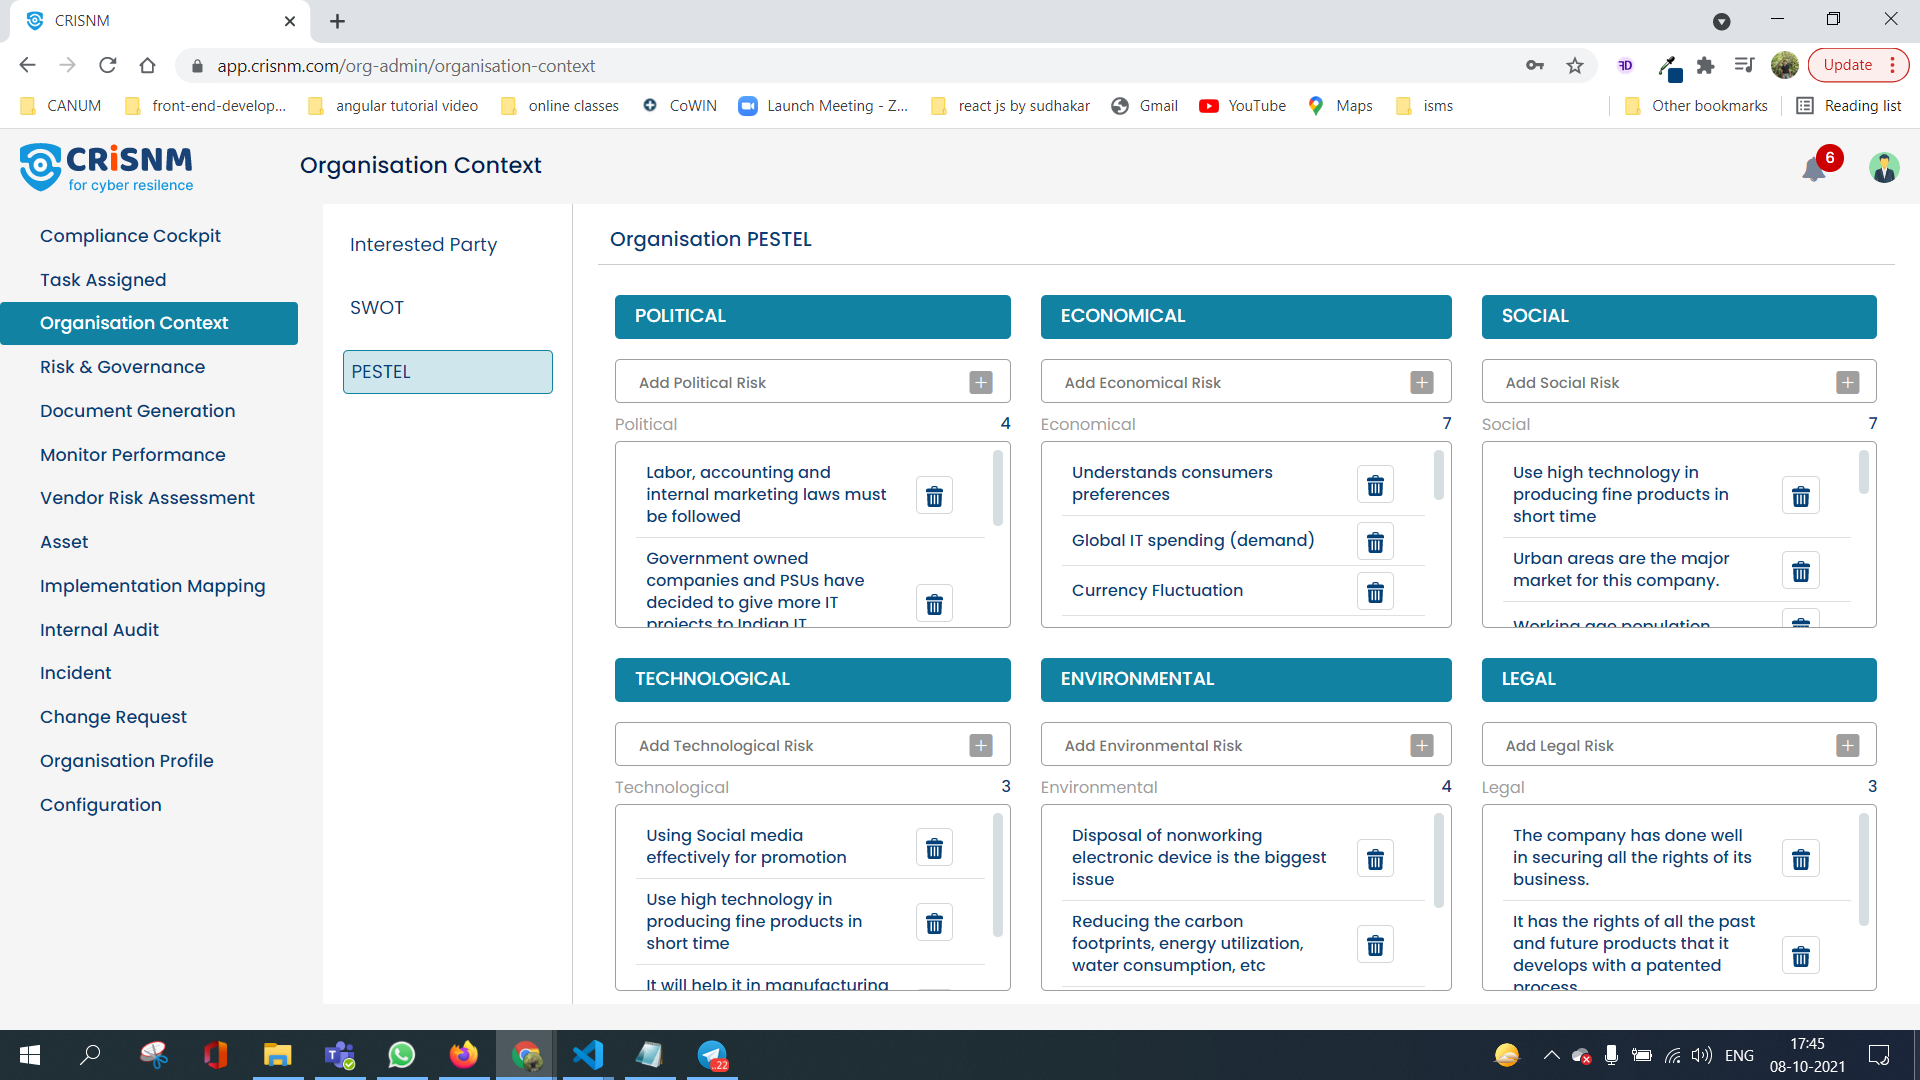 CRISNM
app.crisnm.com/org-admin/organisation-context
Update
CANUM
front-end-develop...
angular tutorial video
online classes
CoWIN
Launch Meeting - Z...
react js by sudhakar
Gmail
YouTube
Maps
isms
Other bookmarks
Reading list
CRiSNM
for cyber resilence
Organisation Context
6
Compliance Cockpit
Task Assigned
Organisation Context
Risk & Governance
Document Generation
Monitor Performance
Vendor Risk Assessment
Asset
Implementation Mapping
Internal Audit
Incident
Change Request
Organisation Profile
Configuration
Interested Party
SWOT
PESTEL
Organisation PESTEL
POLITICAL
Add Political Risk
Political 4
Labor, accounting and
internal marketing laws must
be followed
Government owned
companies and PSUs have
decided to give more IT
projects to Indian IT
ECONOMICAL
Add Economical Risk
Economical 7
Understands consumers
preferences
Global IT spending (demand)
Currency Fluctuation
SOCIAL
Add Social Risk
Social 7
Use high technology in
producing fine products in
short time
Urban areas are the major
market for this company.
Working age population
TECHNOLOGICAL
Add Technological Risk
Technological 3
Using Social media
effectively for promotion
Use high technology in
producing fine products in
short time
It will help it in manufacturing
ENVIRONMENTAL
Add Environmental Risk
Environmental 4
Disposal of nonworking
electronic device is the biggest
issue
Reducing the carbon
footprints, energy utilization,
water consumption, etc
LEGAL
Add Legal Risk
Legal 3
The company has done well
in securing all the rights of its
business.
It has the rights of all the past
and future products that it
develops with a patented
process
..22
ENG
17:45
08-10-2021